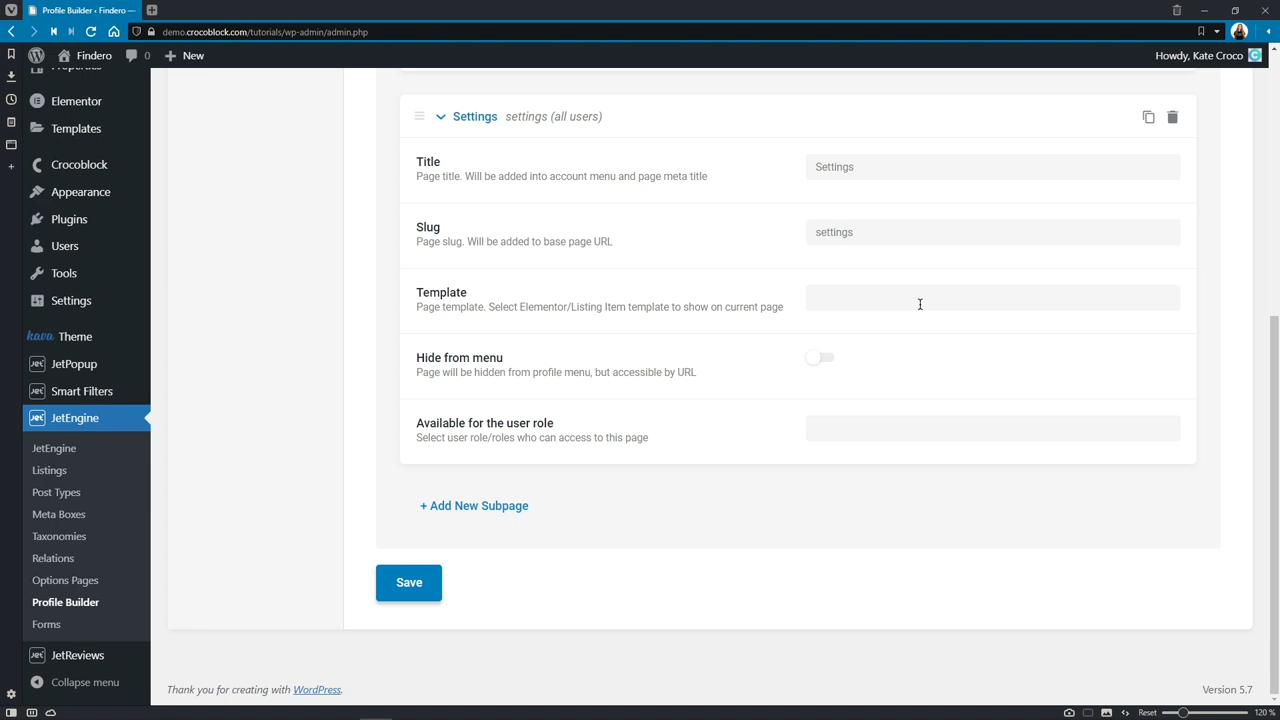 Profile Builder ‹ Findero —
demo.crocoblock.com/tutorials/wp-admin/admin.php
Findero
0
New
Howdy, Kate Croco
Properties
Elementor
Templates
Crocoblock
Appearance
Plugins
Users
Tools
Settings
kava Theme
JetPopup
Smart Filters
JetEngine
JetEngine
Listings
Post Types
Meta Boxes
Taxonomies
Relations
Options Pages
Profile Builder
Forms
JetReviews
Collapse menu
Settings settings (all users)
Title
Page title. Will be added into account menu and page meta title
Settings
Slug
Page slug. Will be added to base page URL
settings
Template
Page template. Select Elementor/Listing Item template to show on current page
Hide from menu
Page will be hidden from profile menu, but accessible by URL
Available for the user role
Select user role/roles who can access to this page
+ Add New Subpage
Save
Thank you for creating with WordPress.
Version 5.7
Reset
120 %